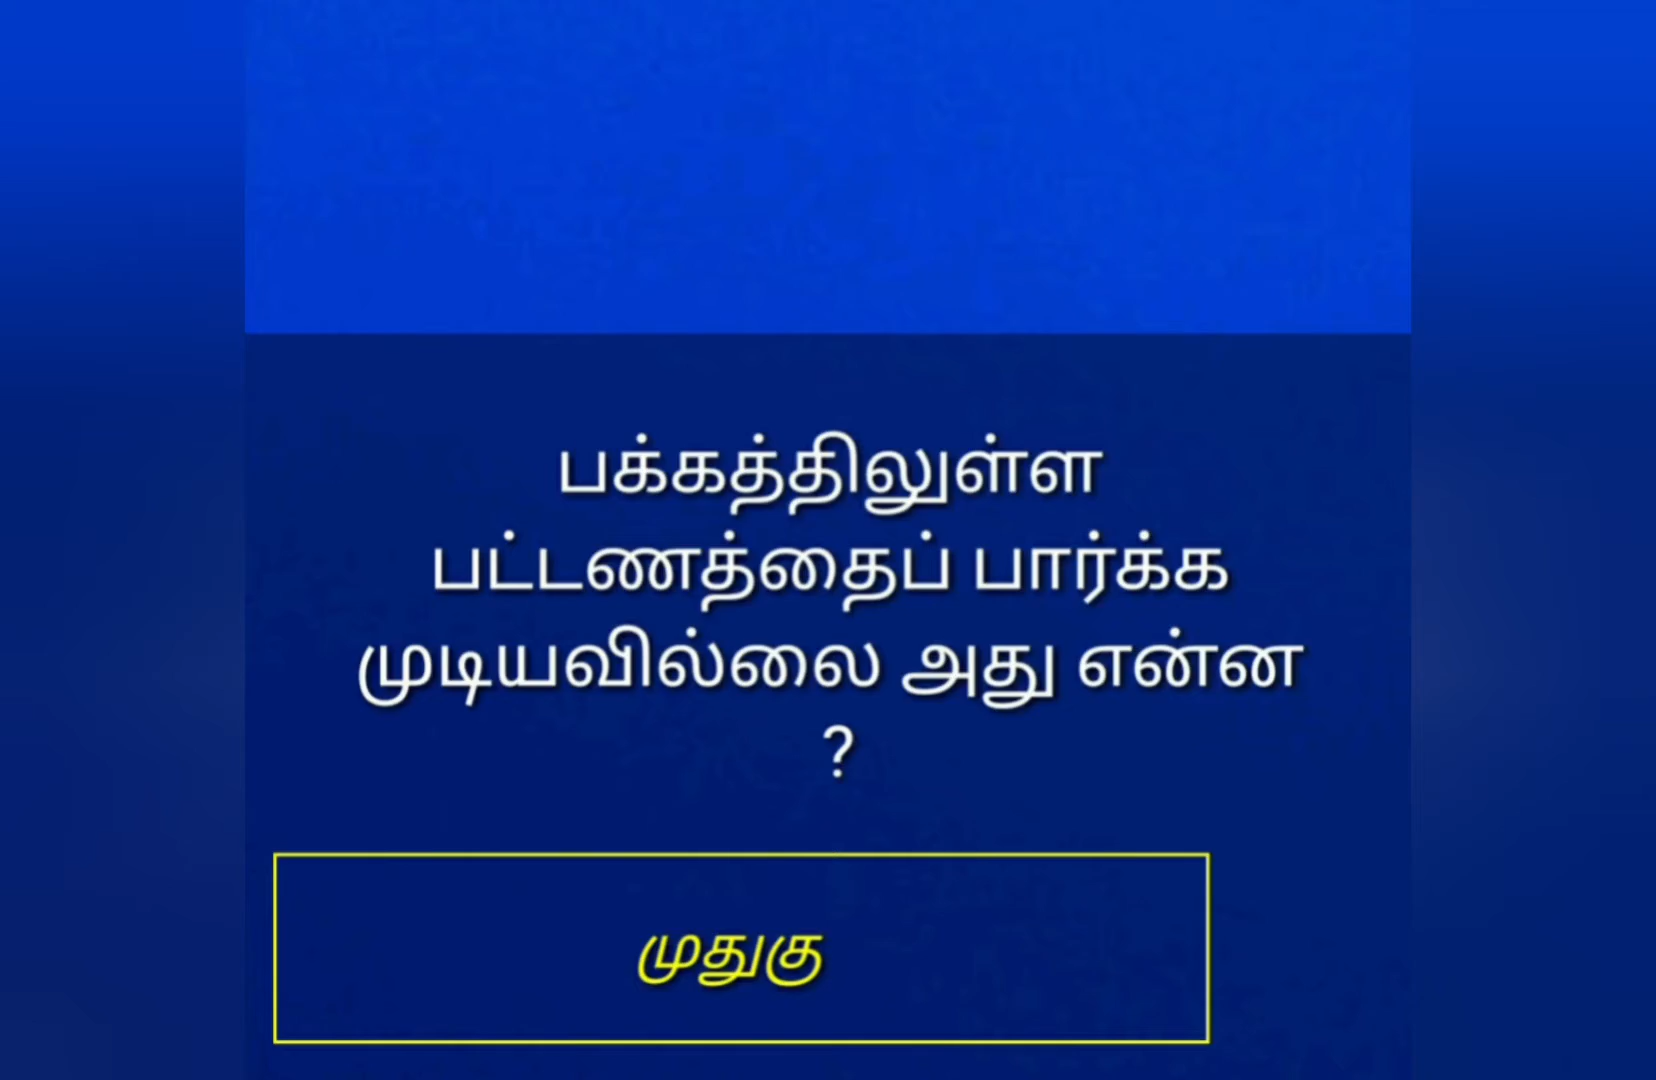 பக்கத்திலுள்ள
பட்டணத்தைப் பார்க்க
முடியவில்லை அது என்ன
?
முதுகு